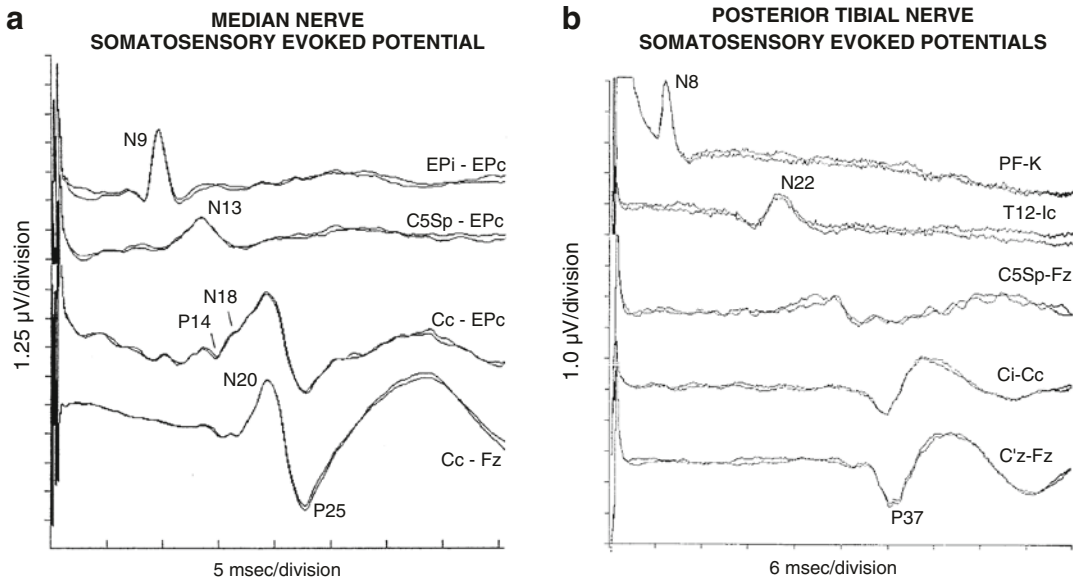 a
MEDIAN NERVE
SOMATOSENSORY EVOKED POTENTIAL
1.25 µV/division
N9
EPi - EPc
N13
C5Sp - EPc
N18
P14
Cc - EPc
N20
Cc - Fz
P25
5 msec/division
b
POSTERIOR TIBIAL NERVE
SOMATOSENSORY EVOKED POTENTIALS
1.0 µV/division
N8
PF-K
N22
T12-Ic
C5Sp-Fz
Ci-Cc
C'z-Fz
P37
6 msec/division